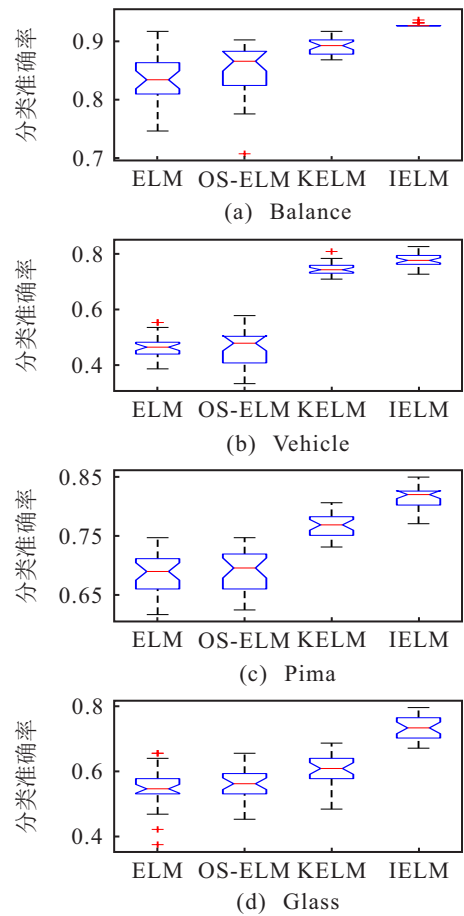 分类准确率
0.9
0.8
0.7
ELM OS-ELM KELM IELM
(a) Balance
分类准确率
0.8
0.6
0.4
ELM OS-ELM KELM IELM
(b) Vehicle
分类准确率
0.85
0.75
0.65
ELM OS-ELM KELM IELM
(c) Pima
分类准确率
0.8
0.6
0.4
ELM OS-ELM KELM IELM
(d) Glass